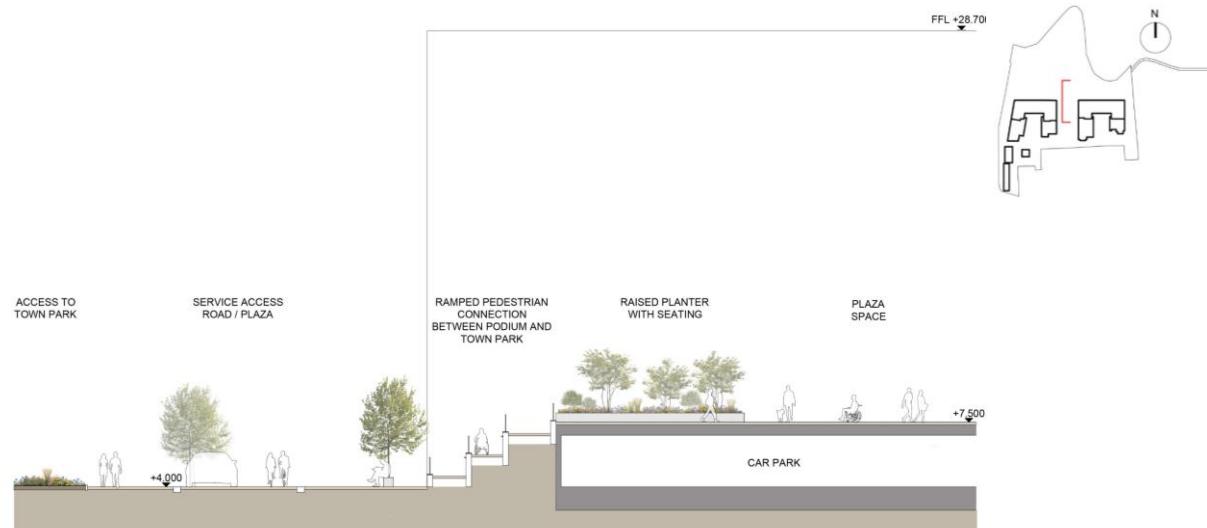 FFL +28.700
N
ACCESS TO
TOWN PARK
SERVICE ACCESS
ROAD / PLAZA
RAMPED PEDESTRIAN
CONNECTION
BETWEEN PODIUM AND
TOWN PARK
RAISED PLANTER
WITH SEATING
PLAZA
SPACE
+7.500
CAR PARK
+4.000